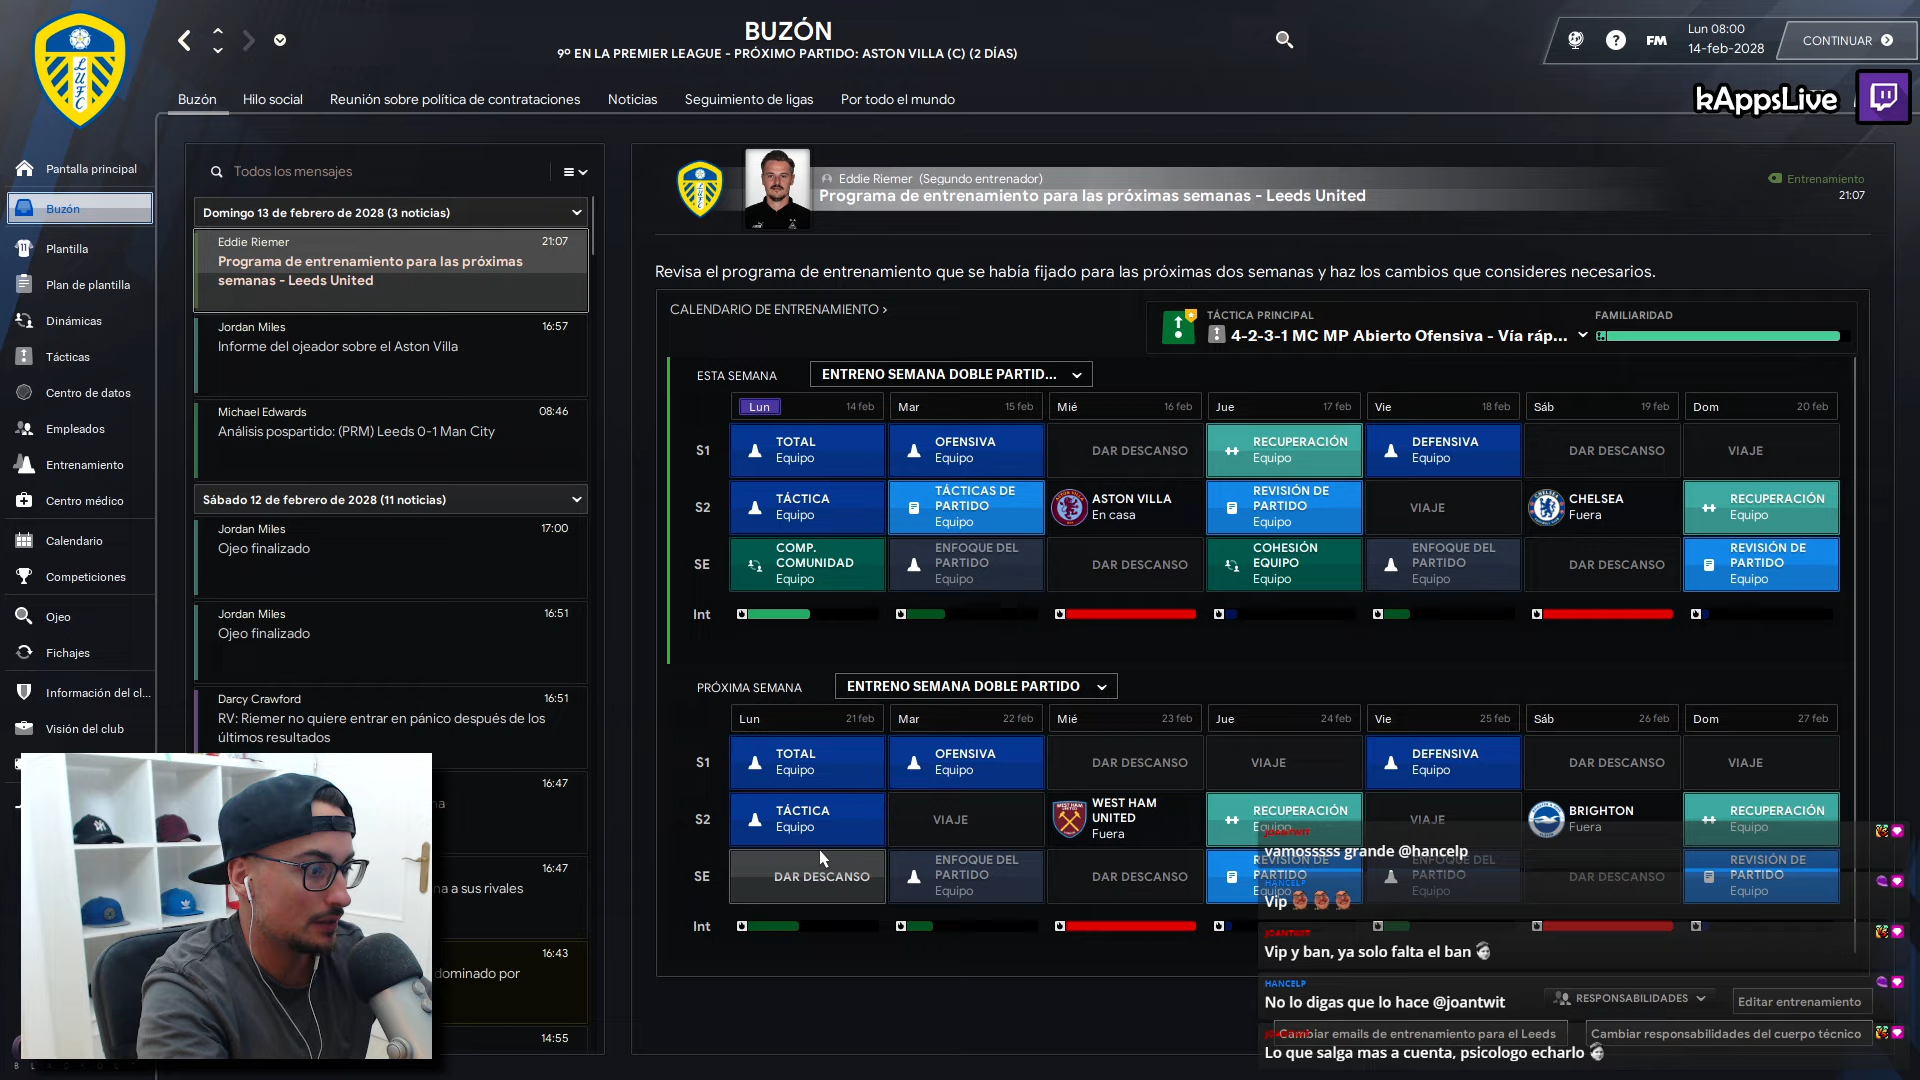 BUZÓN
9º EN LA PREMIER LEAGUE - PRÓXIMO PARTIDO: ASTON VILLA (C) (2 DÍAS)
FM
Lun 08:00
14-feb-2028
CONTINUAR
kAppsLive
LUFC
Buzón
Hilo social
Reunión sobre política de contrataciones
Noticias
Seguimiento de ligas
Por todo el mundo
Pantalla principal
Buzón
Plantilla
Plan de plantilla
Dinámicas
Tácticas
Centro de datos
Empleados
Entrenamiento
Centro médico
Calendario
Competiciones
Ojeo
Fichajes
Información del cl...
Visión del club
Todos los mensajes
Domingo 13 de febrero de 2028 (3 noticias)
Eddie Riemer
21:07
Programa de entrenamiento para las próximas
semanas - Leeds United
Jordan Miles
16:57
Informe del ojeador sobre el Aston Villa
Michael Edwards
08:46
Análisis pospartido: (PRM) Leeds 0-1 Man City
Sábado 12 de febrero de 2028 (11 noticias)
Jordan Miles
17:00
Ojeo finalizado
Jordan Miles
16:51
Ojeo finalizado
Darcy Crawford
16:51
RV: Riemer no quiere entrar en pánico después de los
últimos resultados
16:47
16:47
a sus rivales
16:43
dominado por
14:55
Eddie Riemer (Segundo entrenador)
Programa de entrenamiento para las próximas semanas - Leeds United
Entrenamiento
21:07
Revisa el programa de entrenamiento que se había fijado para las próximas dos semanas y haz los cambios que consideres necesarios.
CALENDARIO DE ENTRENAMIENTO >
TÁCTICA PRINCIPAL
4-2-3-1 MC MP Abierto Ofensiva - Vía ráp...
FAMILIARIDAD
ESTA SEMANA
ENTRENO SEMANA DOBLE PARTID...
Lun 14 feb
Mar 15 feb
Mié 16 feb
Jue 17 feb
Vie 18 feb
Sáb 19 feb
Dom 20 feb
S1
TOTAL
Equipo
OFENSIVA
Equipo
DAR DESCANSO
RECUPERACIÓN
Equipo
DEFENSIVA
Equipo
DAR DESCANSO
VIAJE
S2
TÁCTICA
Equipo
TÁCTICAS DE
PARTIDO
Equipo
ASTON VILLA
En casa
REVISIÓN DE
PARTIDO
Equipo
VIAJE
CHELSEA
Fuera
RECUPERACIÓN
Equipo
SE
COMP.
COMUNIDAD
Equipo
ENFOQUE DEL
PARTIDO
Equipo
DAR DESCANSO
COHESIÓN
EQUIPO
Equipo
ENFOQUE DEL
PARTIDO
Equipo
DAR DESCANSO
REVISIÓN DE
PARTIDO
Equipo
Int
PRÓXIMA SEMANA
ENTRENO SEMANA DOBLE PARTIDO
Lun 21 feb
Mar 22 feb
Mié 23 feb
Jue 24 feb
Vie 25 feb
Sáb 26 feb
Dom 27 feb
S1
TOTAL
Equipo
OFENSIVA
Equipo
DAR DESCANSO
VIAJE
DEFENSIVA
Equipo
DAR DESCANSO
VIAJE
S2
TÁCTICA
Equipo
VIAJE
WEST HAM
UNITED
Fuera
RECUPERACIÓN
Equipo
VIAJE
BRIGHTON
Fuera
RECUPERACIÓN
Equipo
SE
DAR DESCANSO
ENFOQUE DEL
PARTIDO
Equipo
DAR DESCANSO
REVISIÓN DE
PARTIDO
Equipo
ENFOQUE DEL
PARTIDO
Equipo
DAR DESCANSO
REVISIÓN DE
PARTIDO
Equipo
Int
JOANTWIT
vamosssss grande @hancelp
HANCELP
Vip
JOANTWIT
Vip y ban, ya solo falta el ban
HANCELP
No lo digas que lo hace @joantwit
JOANTWIT
Lo que salga mas a cuenta, psicologo echarlo
RESPONSABILIDADES
Editar entrenamiento
Cambiar emails de entrenamiento para el Leeds
Cambiar responsabilidades del cuerpo técnico